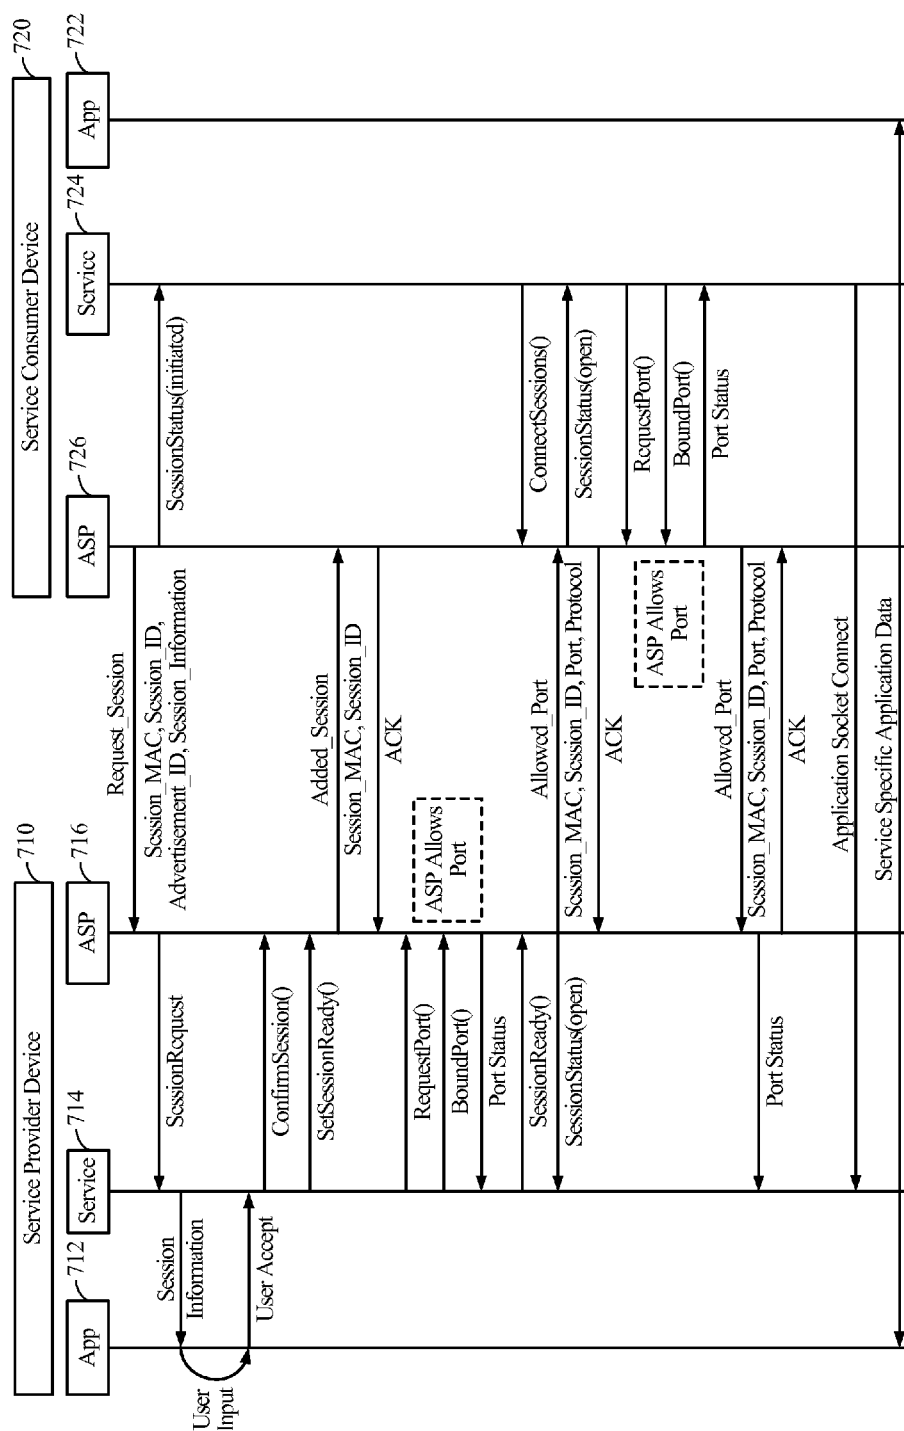 Service Provider Device
710
Service Consumer Device
720
App
712
Service
714
ASP
716
ASP
726
Service
724
App
722
Request_Session
Session_MAC, Session_ID,
Advertisement_ID, Session_Information
SessionRequest
SessionStatus(initiated)
Session
Information
User
Input
User Accept
ConfirmSession()
SetSessionReady()
Added_Session
Session_MAC, Session_ID
ACK
RequestPort()
ASP Allows
Port
BoundPort()
Port Status
SessionReady()
ConnectSessions()
Allowed_Port
SessionStatus(open)
Session_MAC, Session_ID, Port, Protocol
SessionStatus(open)
ACK
RequestPort()
ASP Allows
Port
BoundPort()
Port Status
Allowed_Port
Session_MAC, Session_ID, Port, Protocol
Port Status
ACK
Application Socket Connect
Service Specific Application Data